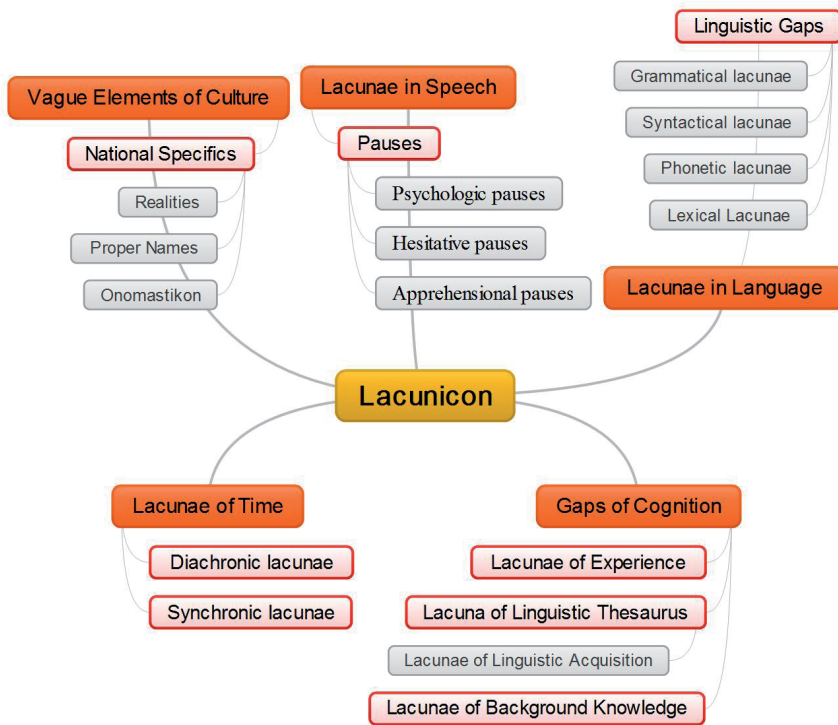 Vague Elements of Culture
National Specifics
Realities
Proper Names
Onomastikon
Lacunae in Speech
Pauses
Psychologic pauses
Hesitative pauses
Apprehensional pauses
Linguistic Gaps
Grammatical lacunae
Syntactical lacunae
Phonetic lacunae
Lexical Lacunae
Lacunae in Language
Lacunicon
Lacunae of Time
Diachronic lacunae
Synchronic lacunae
Gaps of Cognition
Lacunae of Experience
Lacuna of Linguistic Thesaurus
Lacunae of Linguistic Acquisition
Lacunae of Background Knowledge